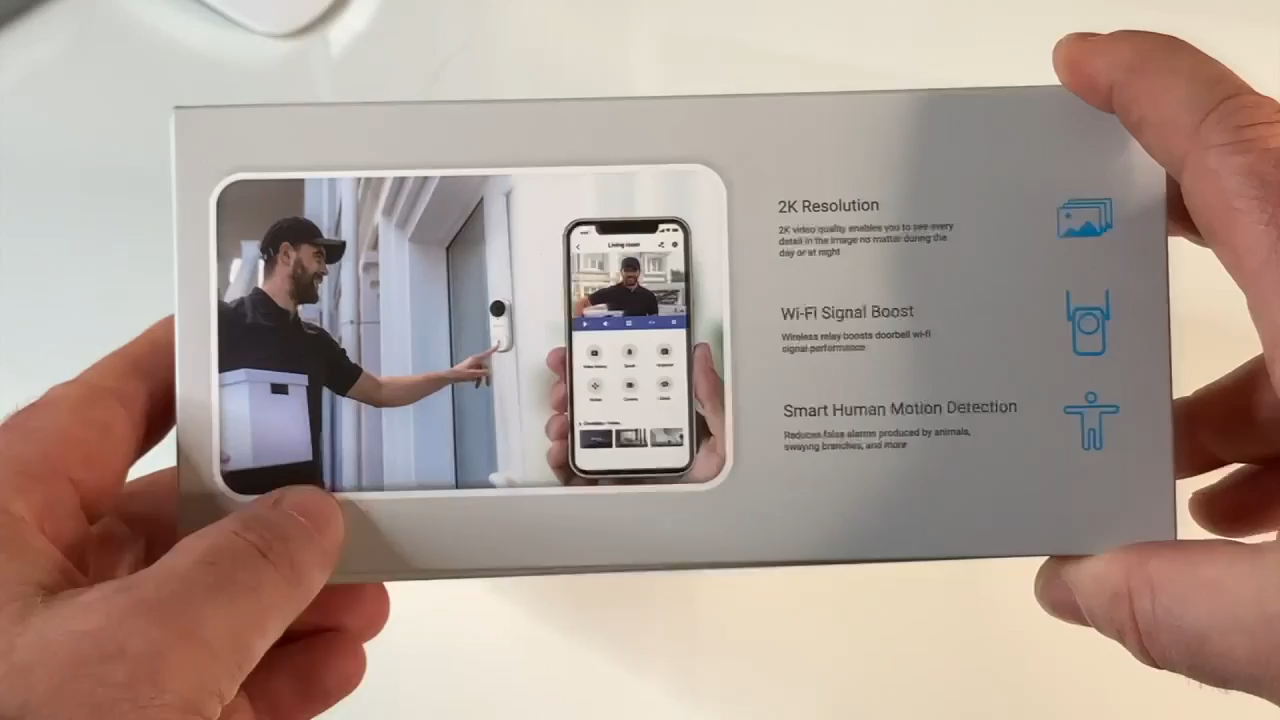 Living room
2K Resolution
2K video quality enables you to see every
detail in the image no matter during the
day or at night
Wi-Fi Signal Boost
Wireless relay boosts doorbell wi-fi
signal performance
Smart Human Motion Detection
Reduces false alarms produced by animals,
swaying branches, and more